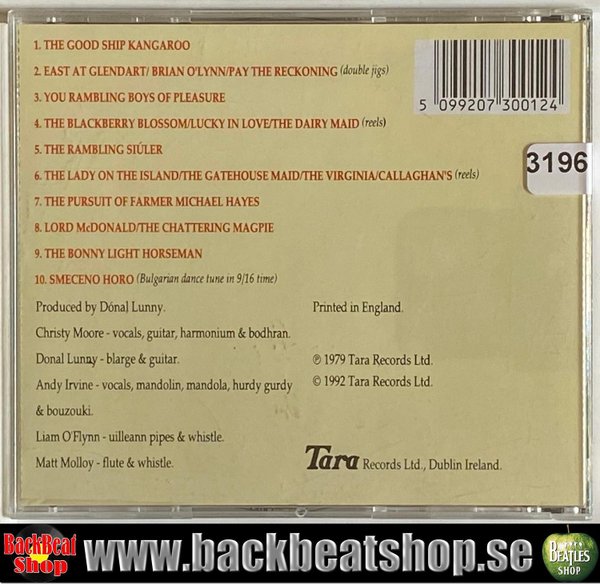 1. THE GOOD SHIP KANGAROO
2. EAST AT GLENDART/ BRIAN O'LYNN/PAY THE RECKONING (double jigs)
3. YOU RAMBLING BOYS OF PLEASURE
4. THE BLACKBERRY BLOSSOM/LUCKY IN LOVE/THE DAIRY MAID (reels)
5. THE RAMBLING SIÚLER
6. THE LADY ON THE ISLAND/THE GATEHOUSE MAID/THE VIRGINIA/CALLAGHAN'S (reels)
7. THE PURSUIT OF FARMER MICHAEL HAYES
8. LORD McDONALD/THE CHATTERING MAGPIE
9. THE BONNY LIGHT HORSEMAN
10. SMECENO HORO (Bulgarian dance tune in 9/16 time)
5 099207 300124
3196
Produced by Dónal Lunny.
Christy Moore - vocals, guitar, harmonium & bodhran.
Donal Lunny - blarge & guitar.
Andy Irvine - vocals, mandolin, mandola, hurdy gurdy
& bouzouki.
Liam O'Flynn - uilleann pipes & whistle.
Matt Molloy - flute & whistle.
Printed in England.
℗ 1979 Tara Records Ltd.
© 1992 Tara Records Ltd.
Tara Records Ltd., Dublin Ireland.
BackBeat
Shop
www.backbeatshop.se
BEATLES
SHOP